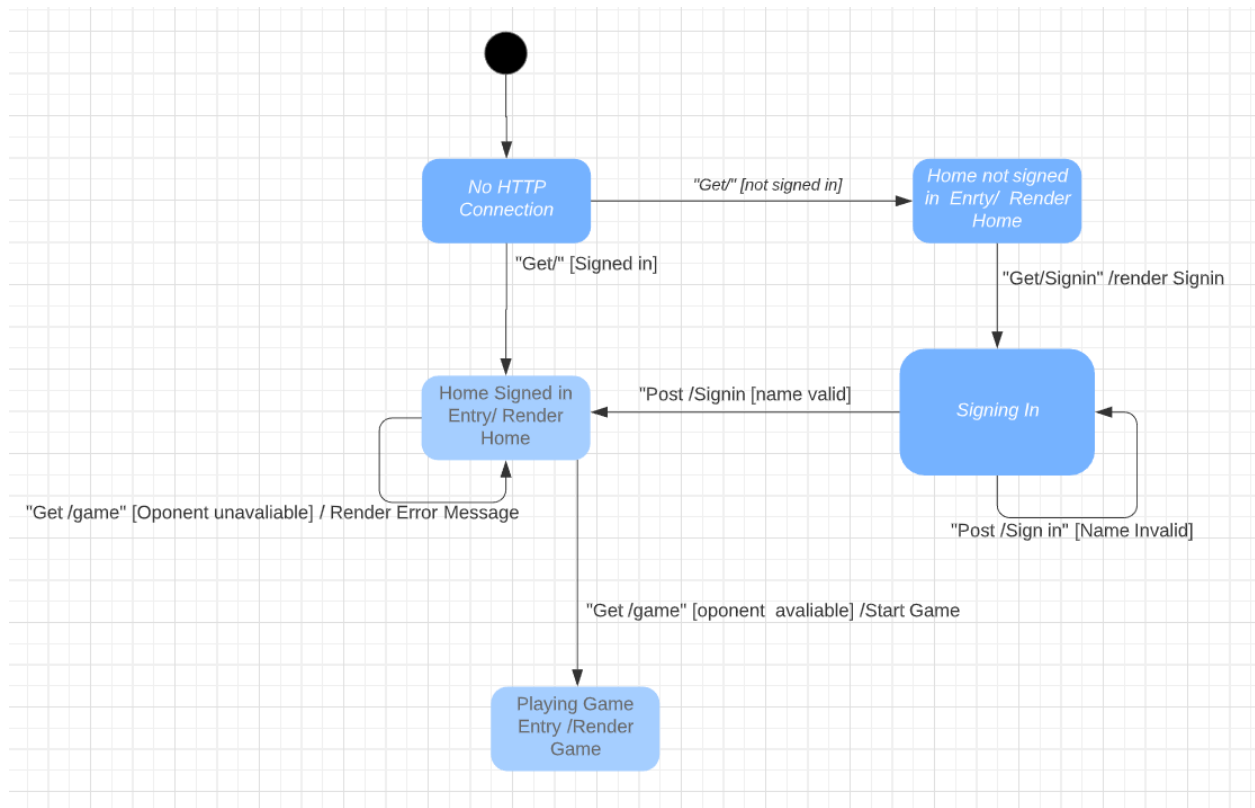 No HTTP
Connection
"Get/" [not signed in]
Home not signed
in Enrty/ Render
Home
"Get/" [Signed in]
"Get/Signin" /render Signin
Home Signed in
Entry/ Render
Home
"Post /Signin [name valid]
Signing In
"Get /game" [Oponent unavaliable] / Render Error Message
"Post /Sign in" [Name Invalid]
"Get /game" [oponent avaliable] /Start Game
Playing Game
Entry /Render
Game